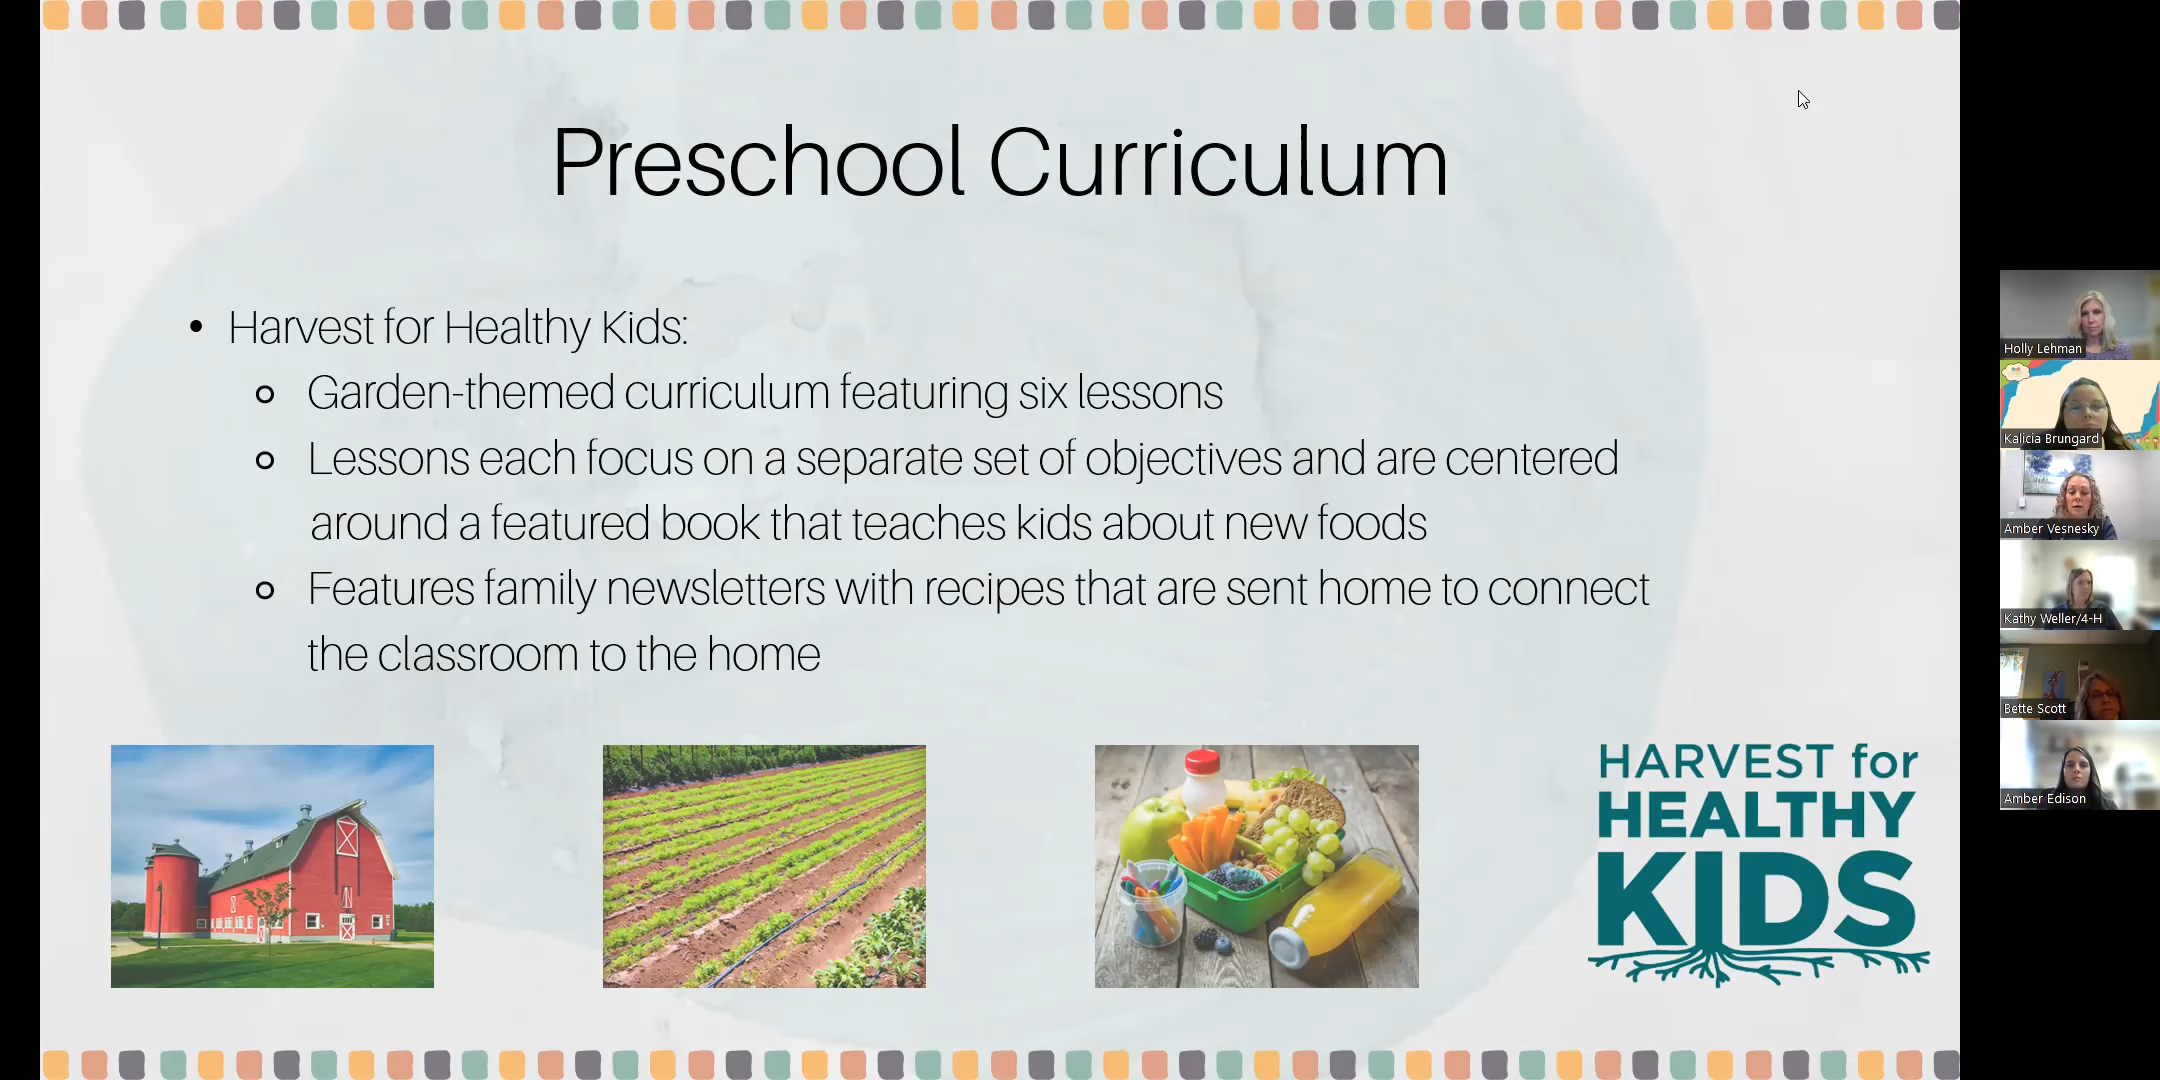 Preschool Curriculum
• Harvest for Healthy Kids:
Garden-themed curriculum featuring six lessons
Lessons each focus on a separate set of objectives and are centered
around a featured book that teaches kids about new foods
Features family newsletters with recipes that are sent home to connect
the classroom to the home
HARVEST for
HEALTHY
KIDS
Holly Lehman
Kalicia Brungard
Amber Vesnesky
Kathy Weller/4-H
Bette Scott
Amber Edison